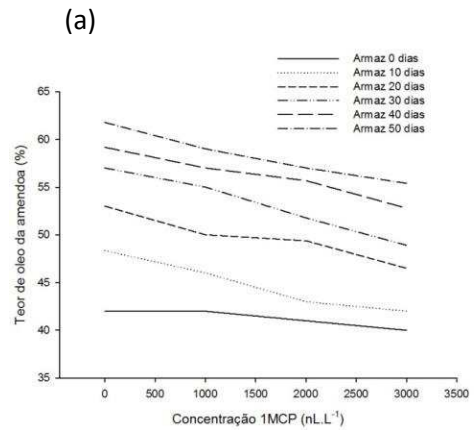 (a)
Armaz 0 dias
Armaz 10 dias
Armaz 20 dias
Armaz 30 dias
Armaz 40 dias
Armaz 50 dias
65
60
55
50
45
40
35
Teor de oleo da amendoa (%)
0 500 1000 1500 2000 2500 3000 3500
Concentração 1MCP (nL.L⁻¹)